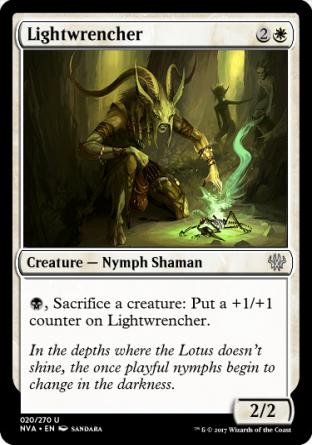 Lightwrencher 2
Creature — Nymph Shaman
, Sacrifice a creature: Put a +1/+1
counter on Lightwrencher.
In the depths where the Lotus doesn't
shine, the once playful nymphs begin to
change in the darkness.
2/2
020/270 U
NVA • EN SANDARA
™ & © 2017 Wizards of the Coast